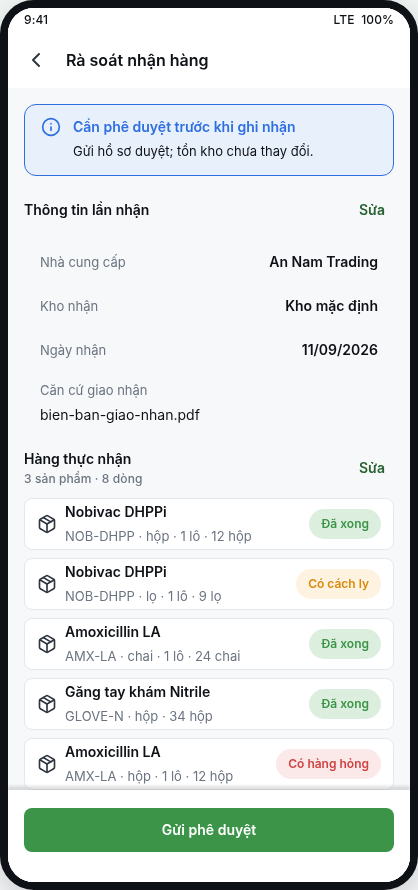 9:41
LTE 100%
Rà soát nhận hàng
Cần phê duyệt trước khi ghi nhận
Gửi hồ sơ duyệt; tồn kho chưa thay đổi.
Thông tin lần nhận
Sửa
Nhà cung cấp
An Nam Trading
Kho nhận
Kho mặc định
Ngày nhận
11/09/2026
Căn cứ giao nhận
bien-ban-giao-nhan.pdf
Hàng thực nhận
3 sản phẩm · 8 dòng
Sửa
Nobivac DHPPi
NOB-DHPP · hộp · 1 lô · 12 hộp
Đã xong
Nobivac DHPPi
NOB-DHPP · lọ · 1 lô · 9 lọ
Có cách ly
Amoxicillin LA
AMX-LA · chai · 1 lô · 24 chai
Đã xong
Găng tay khám Nitrile
GLOVE-N · hộp · 34 hộp
Đã xong
Amoxicillin LA
AMX-LA · hộp · 1 lô · 12 hộp
Có hàng hỏng
Gửi phê duyệt